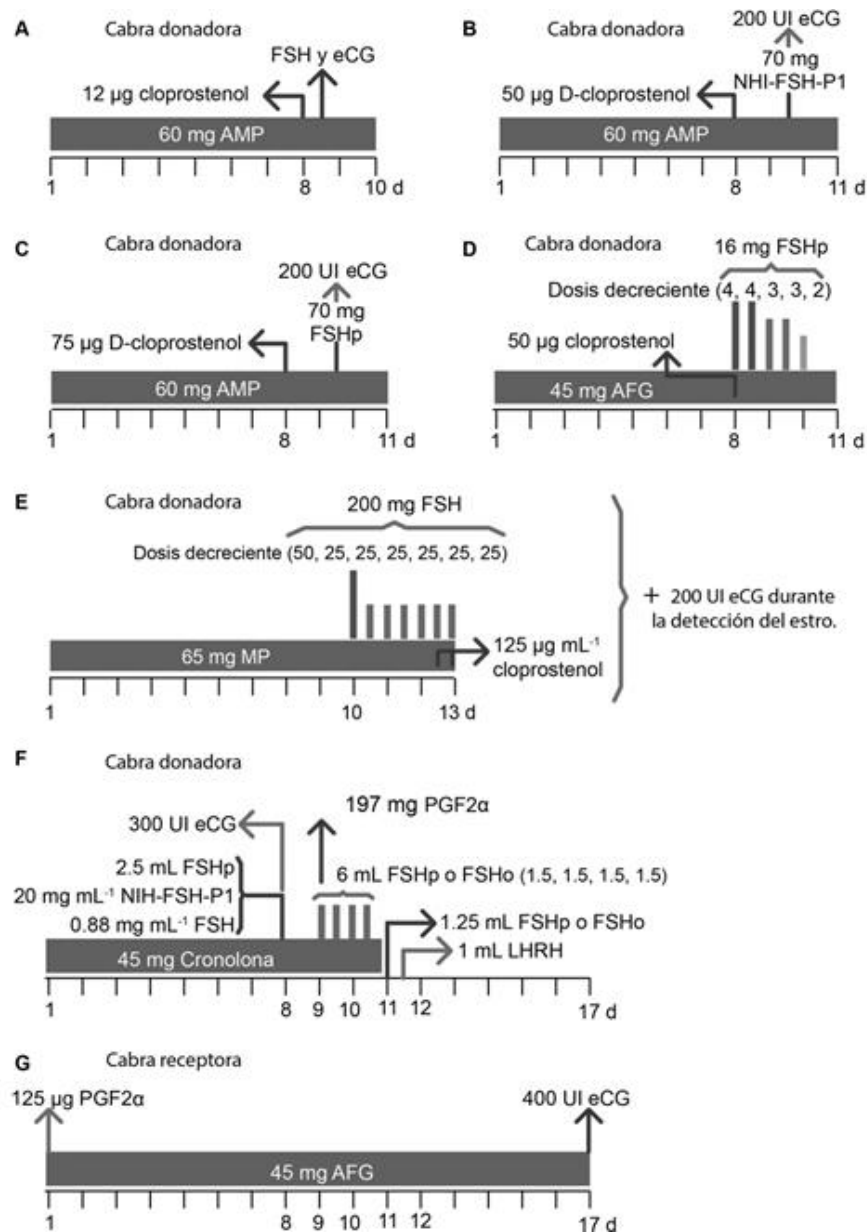 A
Cabra donadora
FSH y eCG
12 µg cloprostenol
60 mg AMP
1 8 10 d
B
Cabra donadora
200 UI eCG
70 mg
NHI-FSH-P1
50 µg D-cloprostenol
60 mg AMP
1 8 11 d
C
Cabra donadora
200 UI eCG
70 mg
FSHp
75 µg D-cloprostenol
60 mg AMP
1 8 11 d
D
Cabra donadora
16 mg FSHp
Dosis decreciente (4, 4, 3, 3, 2)
50 µg cloprostenol
45 mg AFG
1 8 11 d
E
Cabra donadora
200 mg FSH
Dosis decreciente (50, 25, 25, 25, 25, 25, 25)
65 mg MP
125 µg mL⁻¹
cloprostenol
1 10 13 d
+ 200 UI eCG durante
la detección del estro.
F
Cabra donadora
197 mg PGF2α
300 UI eCG
2.5 mL FSHp
20 mg mL⁻¹ NIH-FSH-P1
0.88 mg mL⁻¹ FSH
6 mL FSHp o FSHo (1.5, 1.5, 1.5, 1.5)
1.25 mL FSHp o FSHo
1 mL LHRH
45 mg Cronolona
1 8 9 10 11 12 17 d
G
Cabra receptora
125 µg PGF2α
400 UI eCG
45 mg AFG
1 8 9 10 11 12 17 d